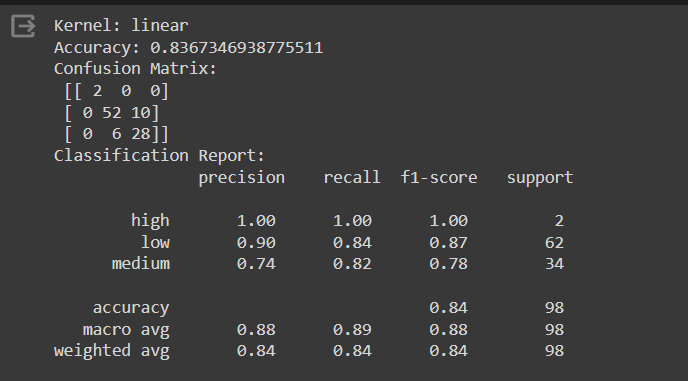 Kernel: linear
Accuracy: 0.8367346938775511
Confusion Matrix:
[[ 2  0  0]
[ 0 52 10]
[ 0  6 28]]
Classification Report:
precision    recall  f1-score   support
high       1.00      1.00      1.00         2
low       0.90      0.84      0.87        62
medium       0.74      0.82      0.78        34
accuracy                           0.84        98
macro avg       0.88      0.89      0.88        98
weighted avg       0.84      0.84      0.84        98